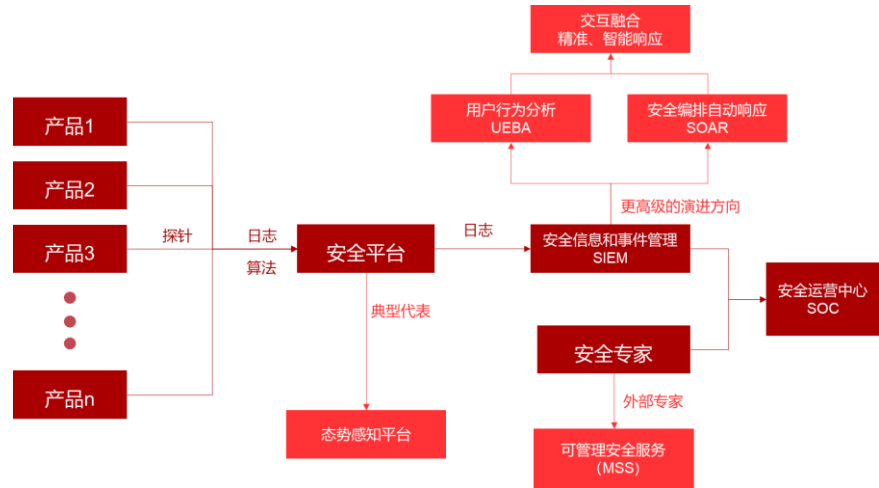 交互融合
精准、智能响应
用户行为分析
UEBA
安全编排自动响应
SOAR
更高级的演进方向
产品1
产品2
产品3
产品n
探针
日志
算法
安全平台
日志
安全信息和事件管理
SIEM
安全运营中心
SOC
典型代表
安全专家
外部专家
态势感知平台
可管理安全服务
(MSS)